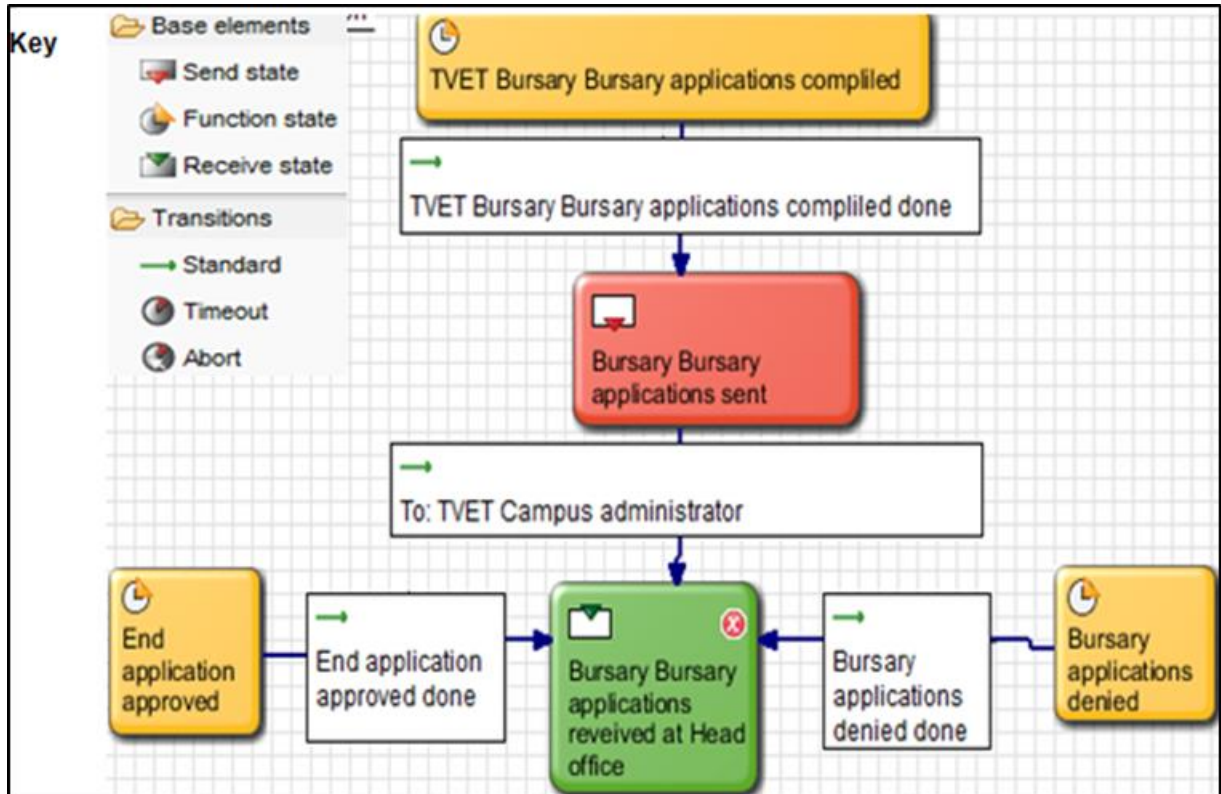 Key
Base elements
Send state
Function state
Receive state
Transitions
Standard
Timeout
Abort
TVET Bursary Bursary applications compliled
TVET Bursary Bursary applications compliled done
Bursary Bursary
applications sent
To: TVET Campus administrator
End
application
approved
End application
approved done
Bursary Bursary
applications
reveived at Head
office
Bursary
applications
denied done
Bursary
applications
denied